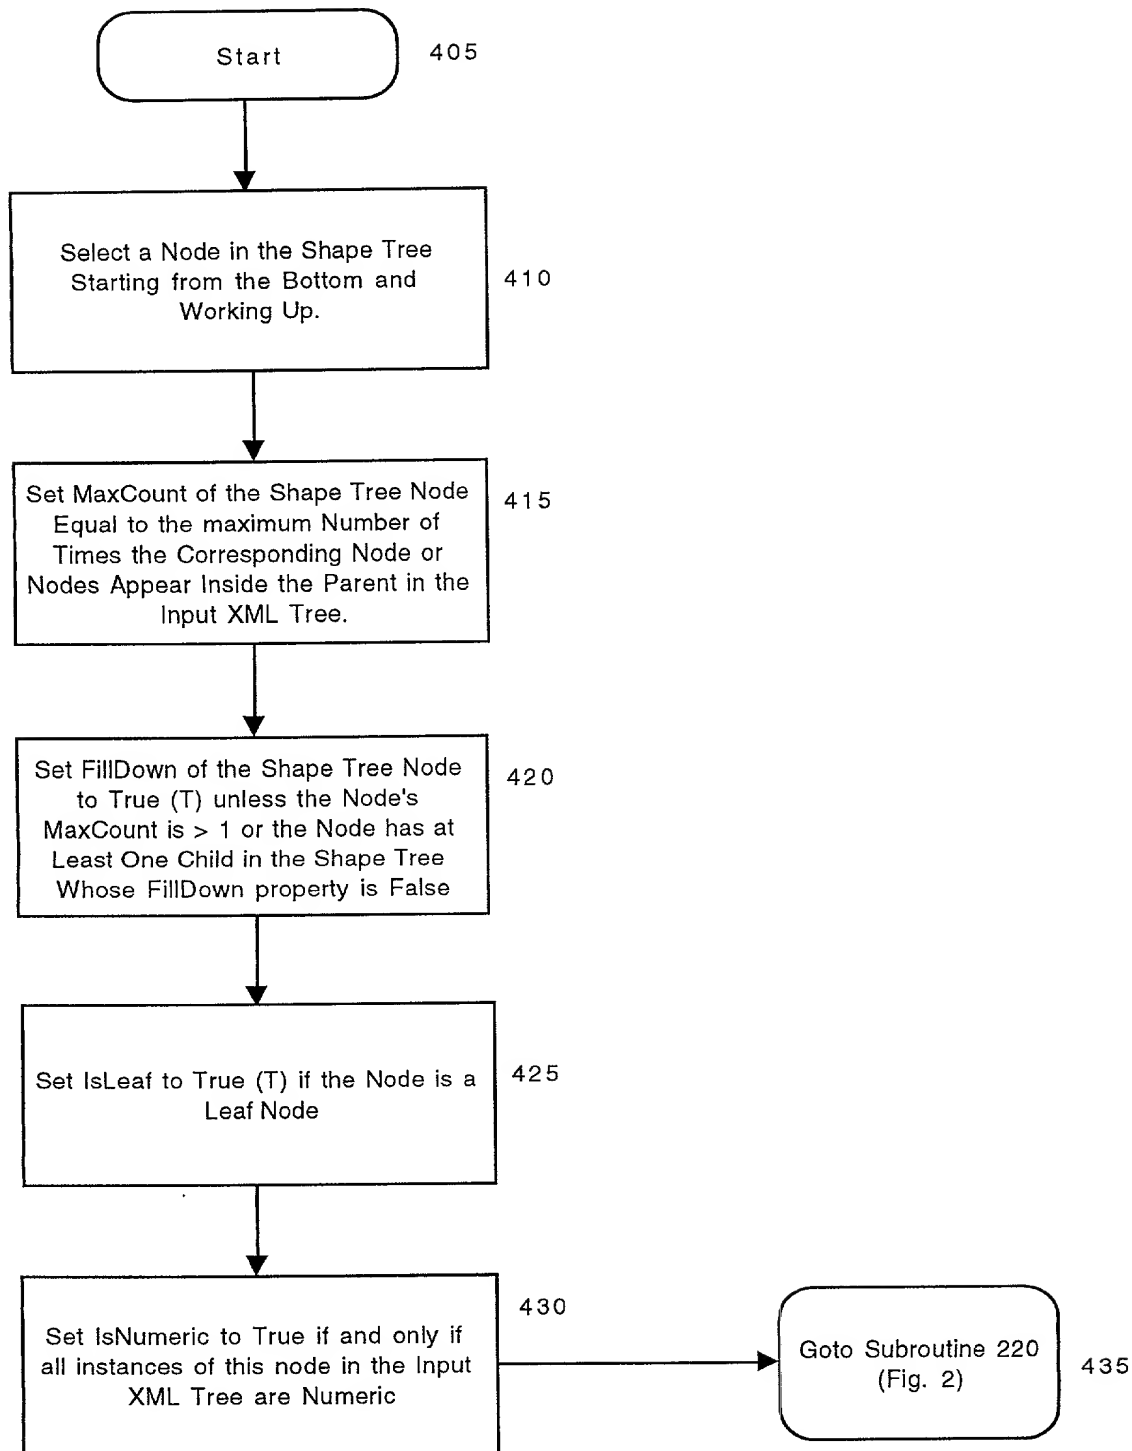 Start
405
Select a Node in the Shape Tree
Starting from the Bottom and
Working Up.
410
Set MaxCount of the Shape Tree Node
Equal to the maximum Number of
Times the Corresponding Node or
Nodes Appear Inside the Parent in the
Input XML Tree.
415
Set FillDown of the Shape Tree Node
to True (T) unless the Node's
MaxCount is > 1 or the Node has at
Least One Child in the Shape Tree
Whose FillDown property is False
420
Set IsLeaf to True (T) if the Node is a
Leaf Node
425
Set IsNumeric to True if and only if
all instances of this node in the Input
XML Tree are Numeric
430
Goto Subroutine 220
(Fig. 2)
435